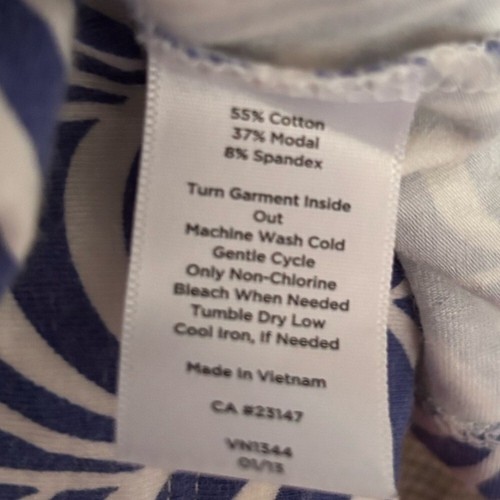 55% Cotton
37% Modal
8% Spandex
Turn Garment Inside
Out
Machine Wash Cold
Gentle Cycle
Only Non-Chlorine
Bleach When Needed
Tumble Dry Low
Cool Iron, If Needed
Made In Vietnam
CA #23147
VN1344
01/13